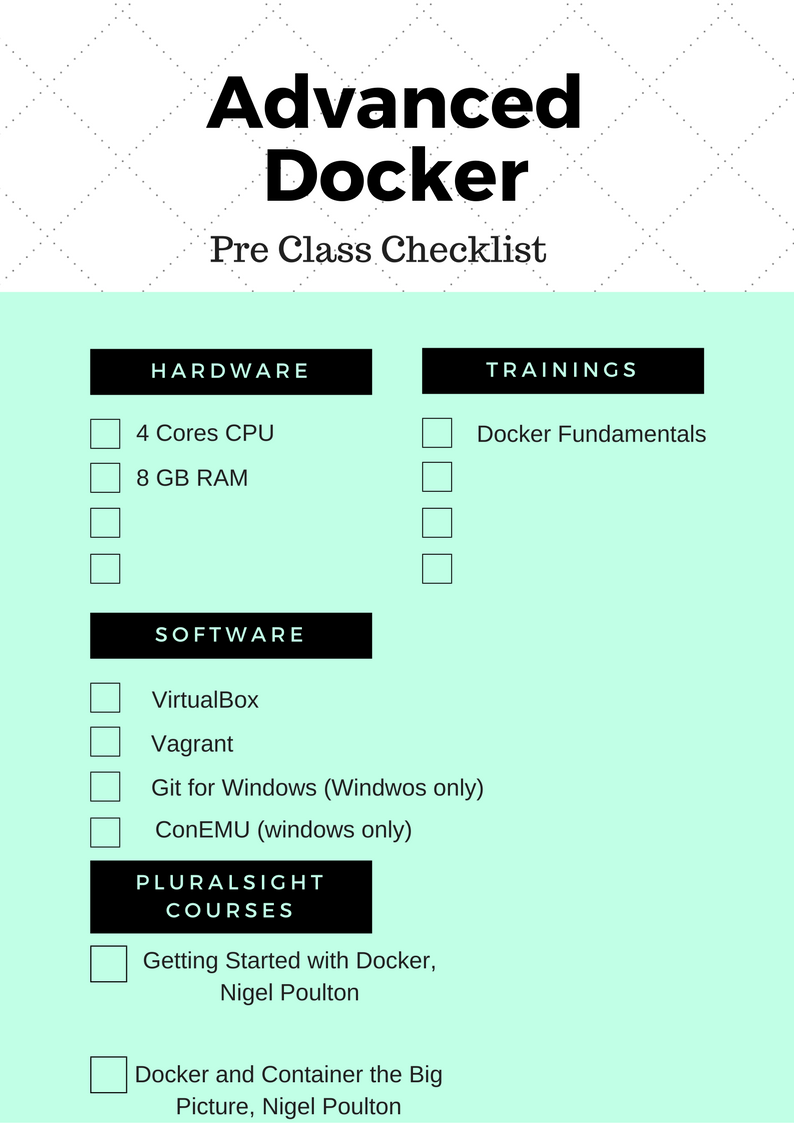 Advanced
Docker
Pre Class Checklist
HARDWARE
4 Cores CPU
8 GB RAM
TRAININGS
Docker Fundamentals
SOFTWARE
VirtualBox
Vagrant
Git for Windows (Windwos only)
ConEMU (windows only)
PLURALSIGHT
COURSES
Getting Started with Docker,
Nigel Poulton
Docker and Container the Big
Picture, Nigel Poulton